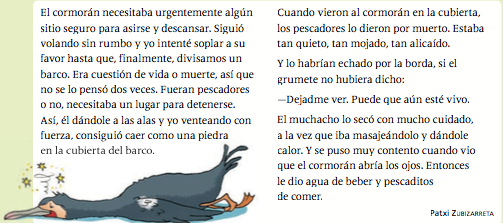 El cormorán necesitaba urgentemente algún
sitio seguro para asirse y descansar. Siguió
volando sin rumbo y yo intenté soplar a su
favor hasta que, finalmente, divisamos un
barco. Era cuestión de vida o muerte, así que
no se lo pensó dos veces. Fueran pescadores
o no, necesitaba un lugar para detenerse.
Así, él dándole a las alas y yo venteando con
fuerza, consiguió caer como una piedra
en la cubierta del barco.
Cuando vieron al cormorán en la cubierta,
los pescadores lo dieron por muerto. Estaba
tan quieto, tan mojado, tan alicaído.
Y lo habrían echado por la borda, si el
grumete no hubiera dicho:
—Dejadme ver. Puede que aún esté vivo.
El muchacho lo secó con mucho cuidado,
a la vez que iba masajeándolo y dándole
calor. Y se puso muy contento cuando vio
que el cormorán abría los ojos. Entonces
le dio agua de beber y pescaditos
de comer.
Patxi ZUBIZARRETA